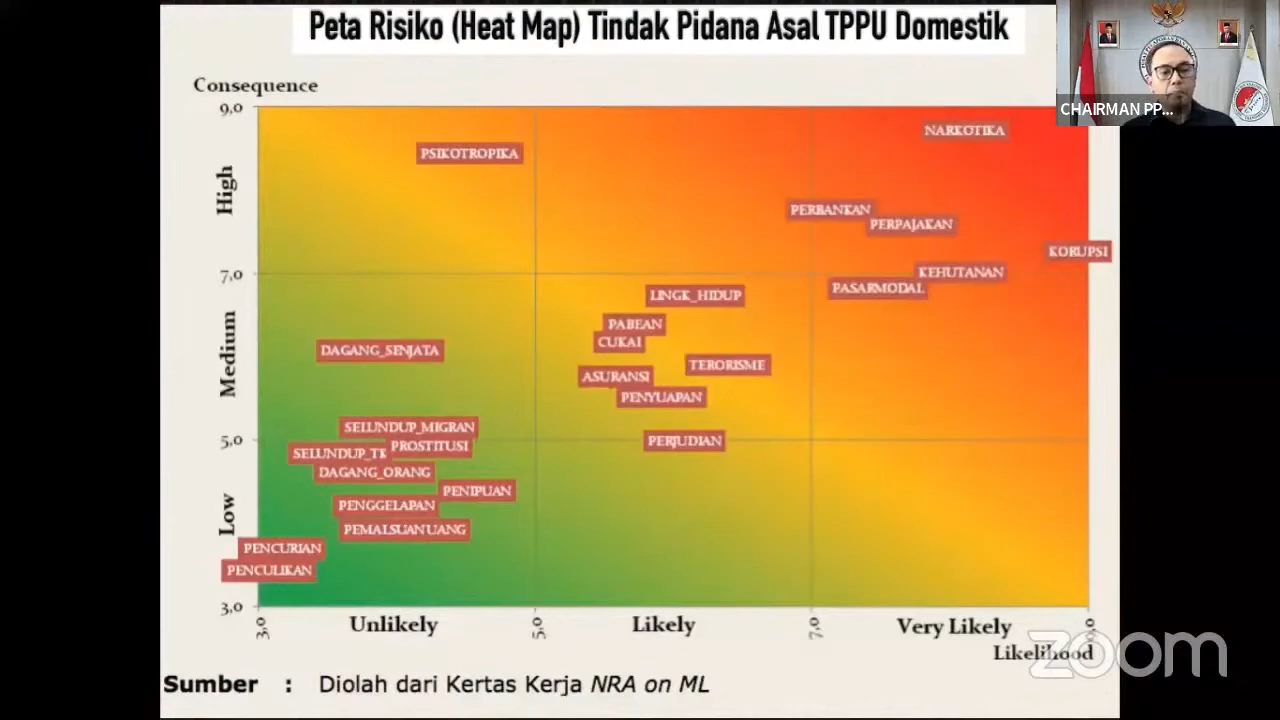 Peta Risiko (Heat Map) Tindak Pidana Asal TPPU Domestik
CHAIRMAN PP...
Consequence
9,0
NARKOTIKA
PSIKOTROPIKA
High
PERBANKAN
PERPAJAKAN
KORUPSI
7,0
KEHUTANAN
PASARMODAL
LINGK_HIDUP
PABEAN
CUKAI
Medium
DAGANG_SENJATA
TERORISME
ASURANSI
PENYUAPAN
SELUNDUP_MIGRAN
5,0
PERJUDIAN
PROSTITUSI
SELUNDUP_TK
DAGANG_ORANG
PENIPUAN
PENGGELAPAN
Low
PEMALSUANUANG
PENCURIAN
PENCULIKAN
3,0
3,0
Unlikely
5,0
Likely
7,0
Very Likely
9,0
Likelihood
zoom
Sumber : Diolah dari Kertas Kerja NRA on ML